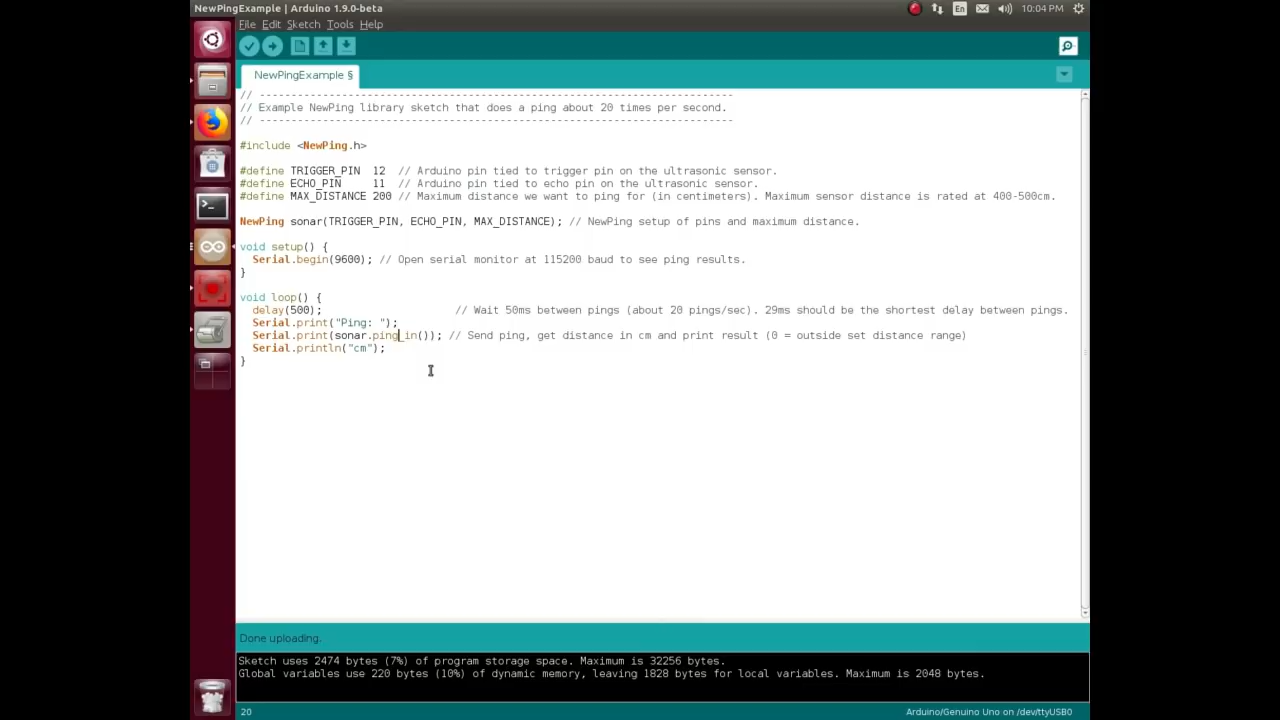 NewPingExample | Arduino 1.9.0-beta
En
10:04 PM
File Edit Sketch Tools Help
NewPingExample §
// ---------------------------------------------------------------------------
// Example NewPing library sketch that does a ping about 20 times per second.
// ---------------------------------------------------------------------------
#include <NewPing.h>
#define TRIGGER_PIN  12  // Arduino pin tied to trigger pin on the ultrasonic sensor.
#define ECHO_PIN     11  // Arduino pin tied to echo pin on the ultrasonic sensor.
#define MAX_DISTANCE 200 // Maximum distance we want to ping for (in centimeters). Maximum sensor distance is rated at 400-500cm.
NewPing sonar(TRIGGER_PIN, ECHO_PIN, MAX_DISTANCE); // NewPing setup of pins and maximum distance.
void setup() {
  Serial.begin(9600); // Open serial monitor at 115200 baud to see ping results.
}
void loop() {
  delay(500);                     // Wait 50ms between pings (about 20 pings/sec). 29ms should be the shortest delay between pings.
  Serial.print("Ping: ");
  Serial.print(sonar.ping_in()); // Send ping, get distance in cm and print result (0 = outside set distance range)
  Serial.println("cm");
}
Done uploading.
Sketch uses 2474 bytes (7%) of program storage space. Maximum is 32256 bytes.
Global variables use 220 bytes (10%) of dynamic memory, leaving 1828 bytes for local variables. Maximum is 2048 bytes.
20
Arduino/Genuino Uno on /dev/ttyUSB0